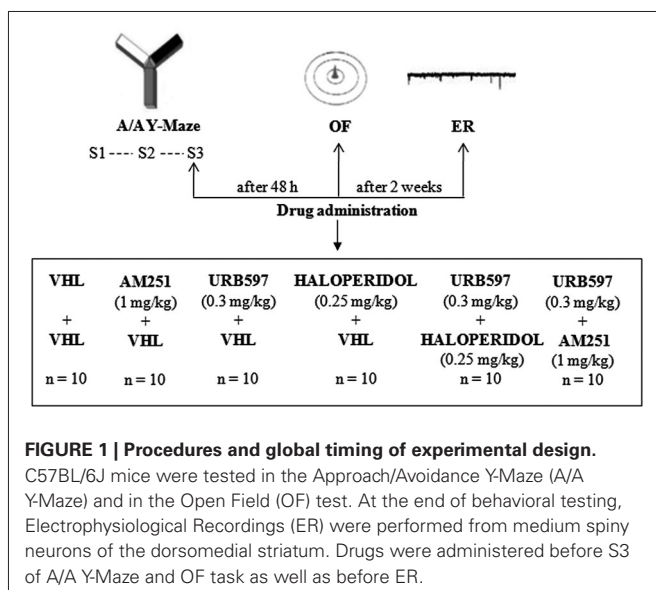 A/A Y-Maze OF ER
S1 ---- S2 ---- S3
after 48 h after 2 weeks
Drug administration
VHL AM251 URB597 HALOPERIDOL URB597 URB597
(1 mg/kg) (0.3 mg/kg) (0.25 mg/kg) (0.3 mg/kg) (0.3 mg/kg)
+ + + + + +
VHL VHL VHL VHL HALOPERIDOL AM251
(0.25 mg/kg) (1 mg/kg)
n = 10 n = 10 n = 10 n = 10 n = 10 n = 10
FIGURE 1 | Procedures and global timing of experimental design.
C57BL/6J mice were tested in the Approach/Avoidance Y-Maze (A/A
Y-Maze) and in the Open Field (OF) test. At the end of behavioral testing,
Electrophysiological Recordings (ER) were performed from medium spiny
neurons of the dorsomedial striatum. Drugs were administered before S3
of A/A Y-Maze and OF task as well as before ER.